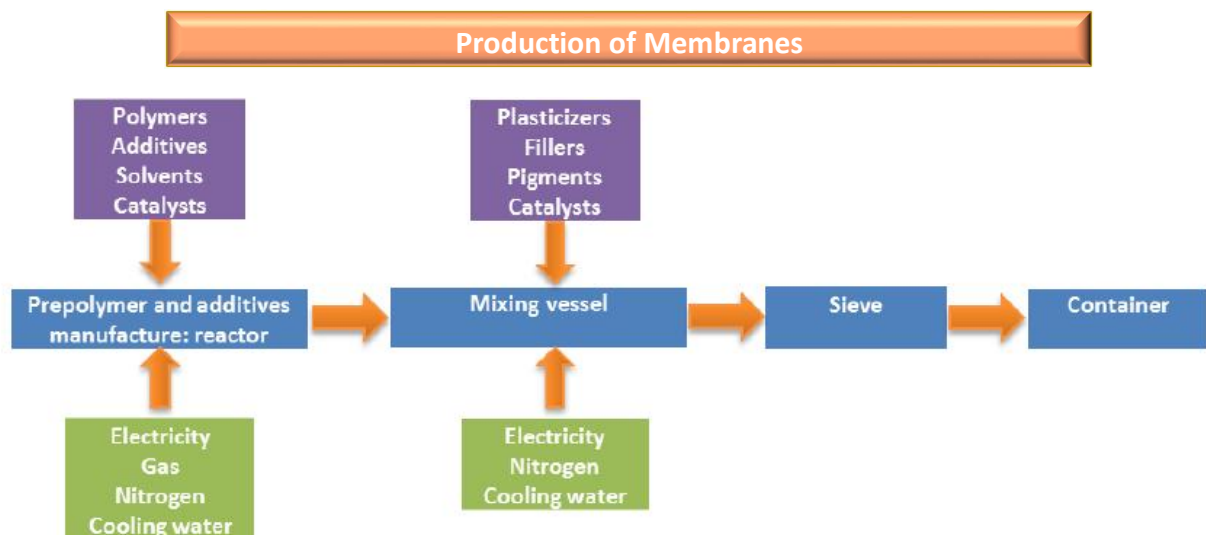 Production of Membranes
Polymers
Additives
Solvents
Catalysts
Plasticizers
Fillers
Pigments
Catalysts
Prepolymer and additives
manufacture: reactor
Mixing vessel
Sieve
Container
Electricity
Gas
Nitrogen
Cooling water
Electricity
Nitrogen
Cooling water